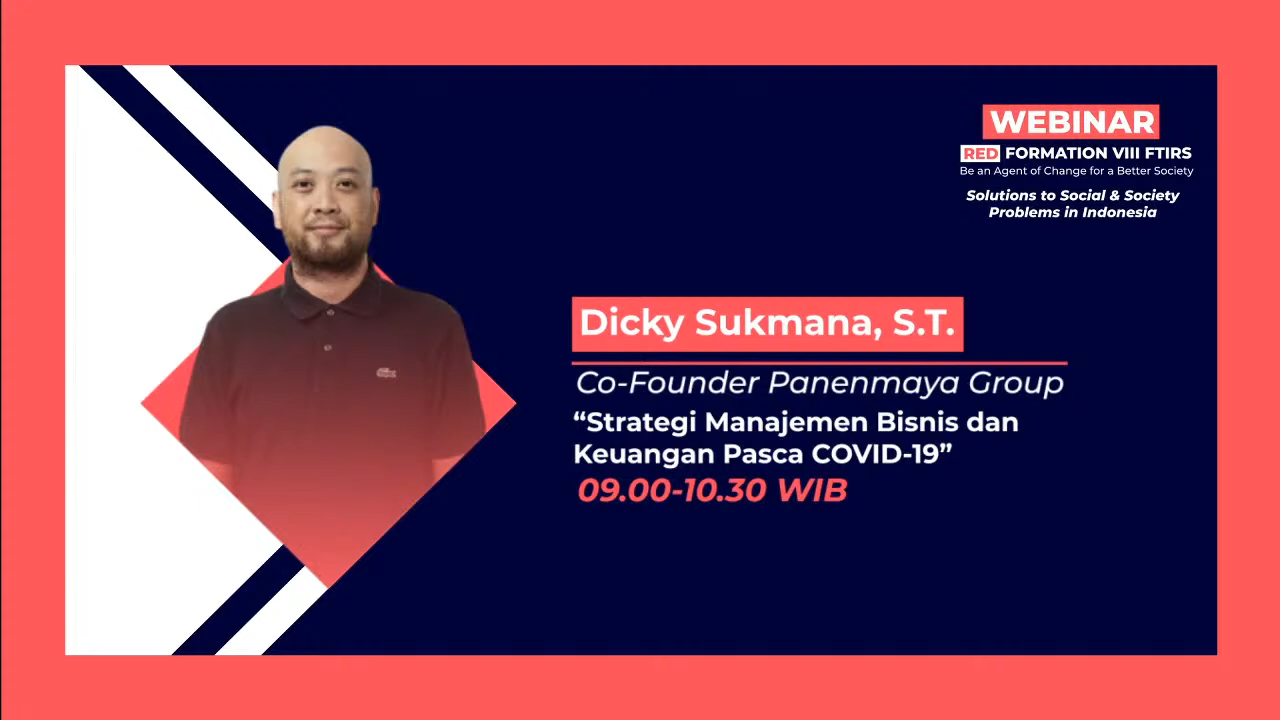 WEBINAR
RED FORMATION VIII FTIRS
Be an Agent of Change for a Better Society
Solutions to Social & Society
Problems in Indonesia
Dicky Sukmana, S.T.
Co-Founder Panenmaya Group
“Strategi Manajemen Bisnis dan
Keuangan Pasca COVID-19”
09.00-10.30 WIB